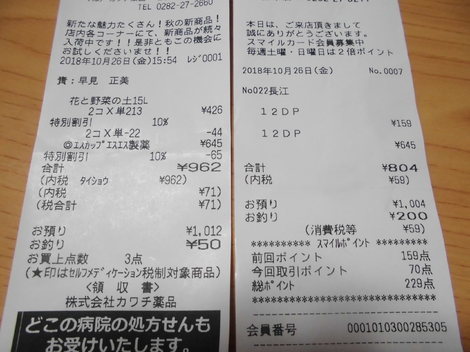 TEL 0282-27-2660
新たな魅力たくさん!秋の新商品!
店内各コーナーにて、新商品が続々
入荷中です!!是非ともこの機会に
お試しくださいませ!!
2018年10月26日(金) 15:54 レジ0001
責:早見 正美
花と野菜の土15L
2コX単213 ¥426
特別割引 10%
2コX単-22 -44
◎エスカップエスエス製薬 ¥645
特別割引 10% -65
合計 ¥962
(内税 タイショウ ¥962)
(内税 ¥71)
(税合計 ¥71)
お預り ¥1,012
お釣り ¥50
お買上点数 3点
(★印はセルフメディケーション税制対象商品)
<領 収 書>
株式会社カワチ薬品
どこの病院の処方せんも
お受けいたします。
本日は、ご来店頂きまして
誠にありがとうございます。
スマイルカード会員募集中
毎週土曜・日曜日は2倍ポイント
2018年10月26日(金) No.0007
No022長江
12DP
¥159
12DP
¥645
合計 ¥804
(内税 ¥59)
お預り ¥1,004
お釣り ¥200
(消費税等 ¥59)
********* スマイルポイント *********
前回ポイント 159点
今回取引ポイント 70点
総ポイント 229点
会員番号 0001010300285305